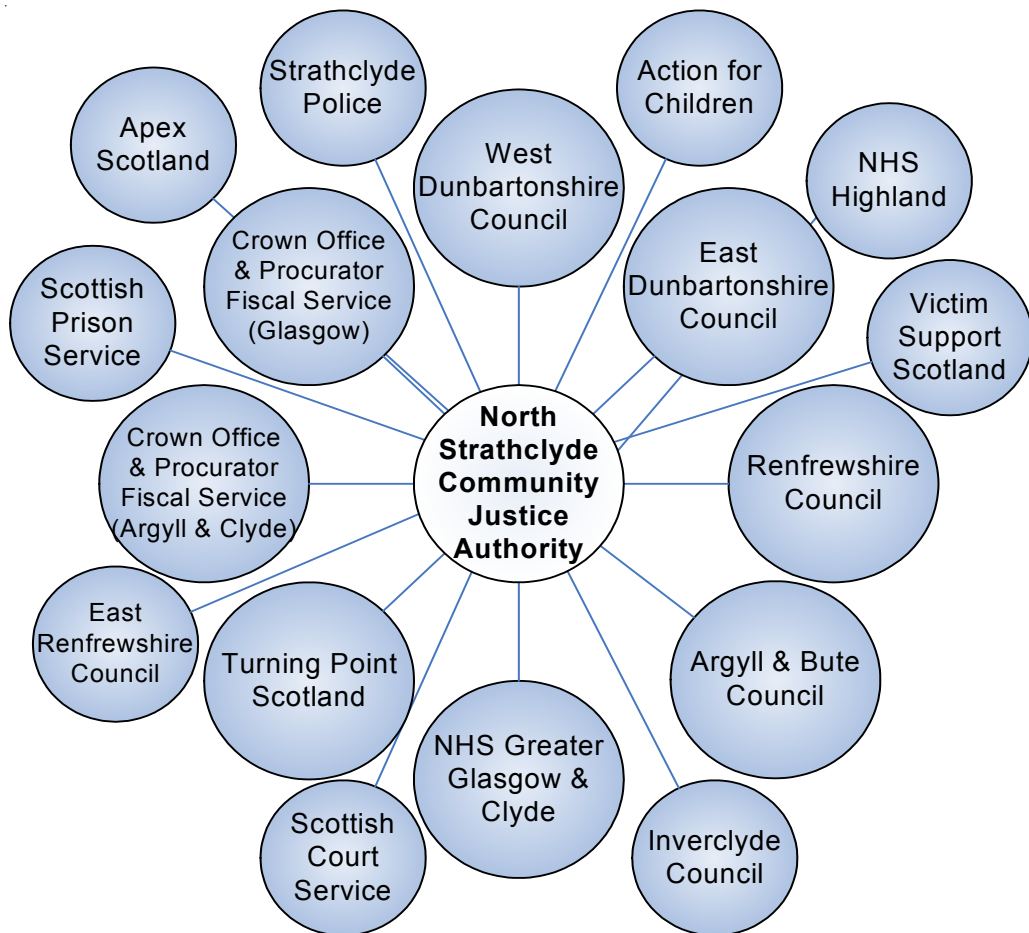 Strathclyde
Police
Action for
Children
Apex
Scotland
West
Dunbartonshire
Council
NHS
Highland
Crown Office
& Procurator
Fiscal Service
(Glasgow)
East
Dunbartonshire
Council
Scottish
Prison
Service
Victim
Support
Scotland
North
Strathclyde
Community
Justice
Authority
Crown Office
& Procurator
Fiscal Service
(Argyll & Clyde)
Renfrewshire
Council
East
Renfrewshire
Council
Turning Point
Scotland
Argyll & Bute
Council
NHS Greater
Glasgow &
Clyde
Scottish
Court
Service
Inverclyde
Council